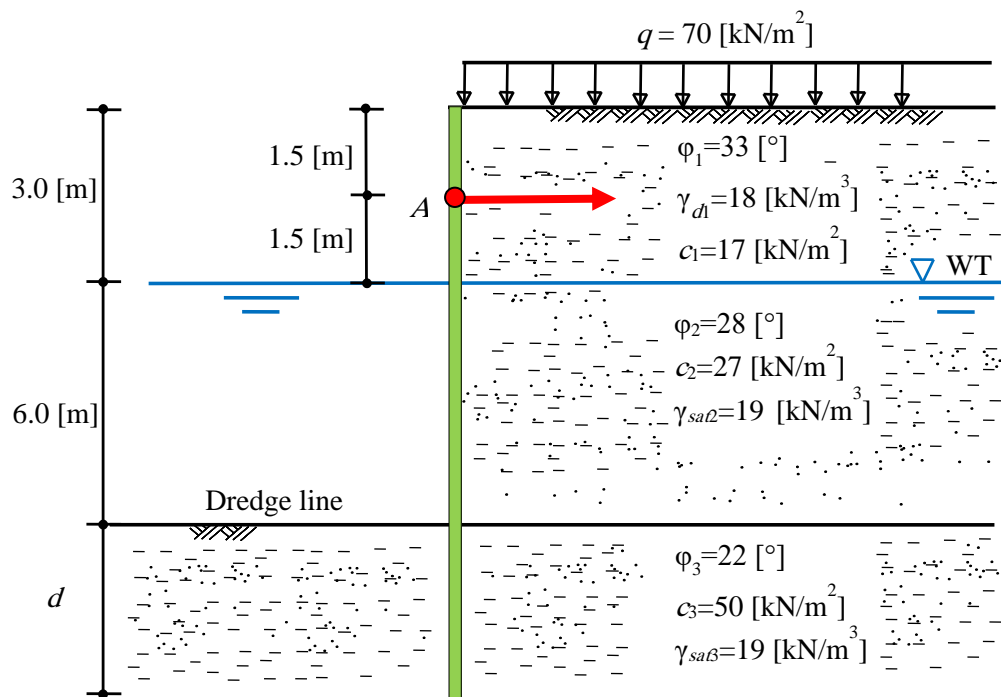 q = 70 [kN/m²]
1.5 [m]
3.0 [m]
1.5 [m]
A
φ₁=33 [°]
γd1=18 [kN/m³]
c₁=17 [kN/m²]
WT
φ₂=28 [°]
c₂=27 [kN/m²]
γsat2=19 [kN/m³]
6.0 [m]
Dredge line
φ₃=22 [°]
c₃=50 [kN/m²]
γsat3=19 [kN/m³]
d